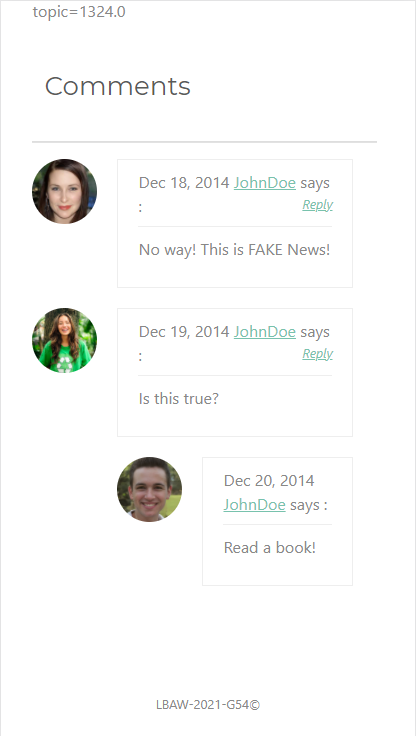 topic=1324.0
Comments
Dec 18, 2014 JohnDoe says
: Reply
No way! This is FAKE News!
Dec 19, 2014 JohnDoe says
: Reply
Is this true?
Dec 20, 2014
JohnDoe says :
Read a book!
LBAW-2021-G54©